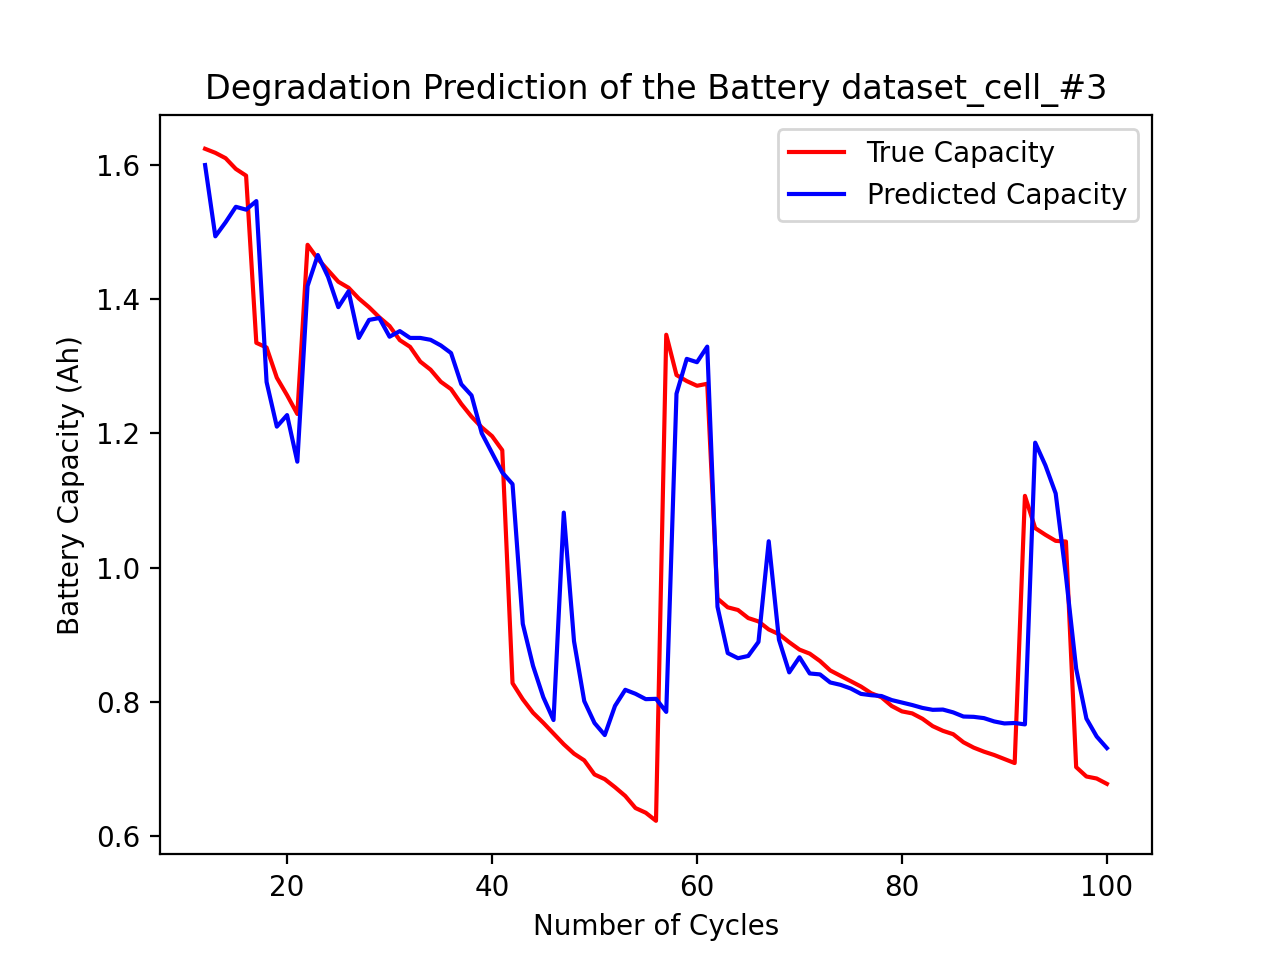 Degradation Prediction of the Battery dataset_cell_#3
True Capacity
Predicted Capacity
Battery Capacity (Ah)
1.6
1.4
1.2
1.0
0.8
0.6
20 40 60 80 100
Number of Cycles